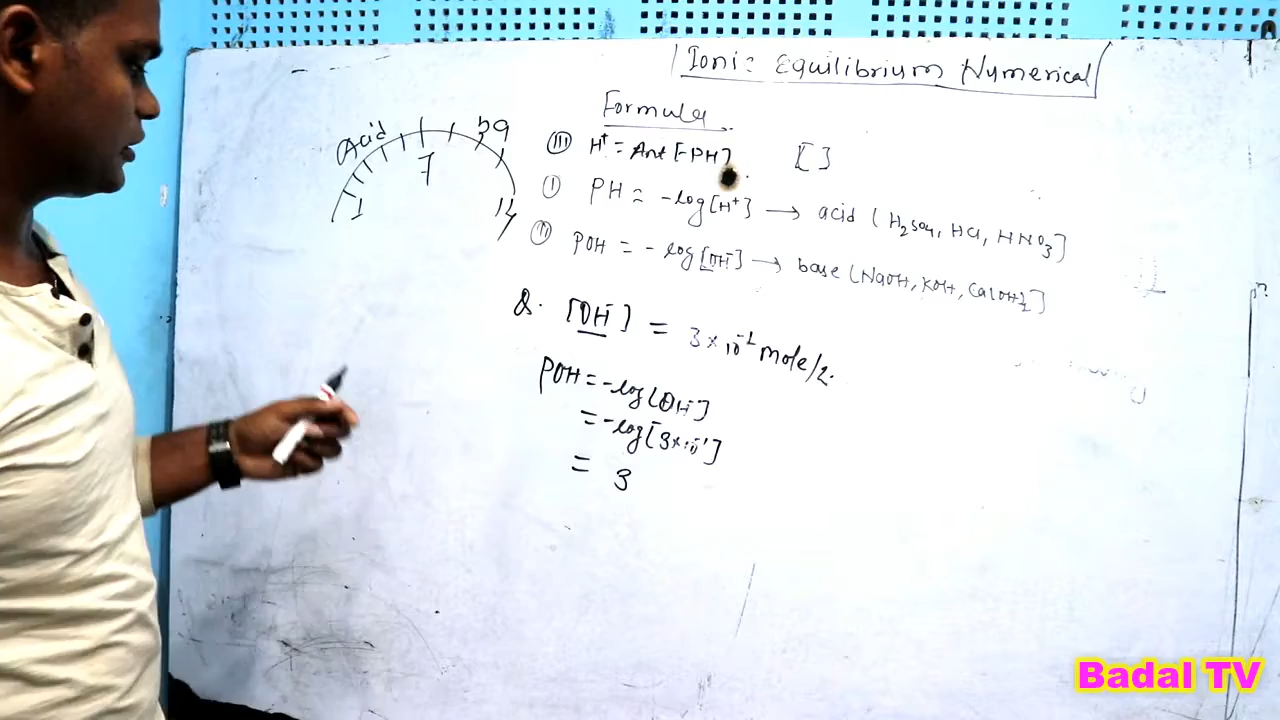 Ionic Equilibrium Numerical
Formula
(III) H⁺ = Ant[-PH] [ ]
(I) PH = -log[H⁺] → acid (H₂SO₄, HCl, HNO₃)
(II) POH = -log[OH⁻] → base (NaOH, KOH, Ca(OH)₂)
Acid
7
1
14
Q. [OH⁻] = 3×10⁻² mole/L.
POH = -log[OH⁻]
= -log[3×10⁻¹]
= 3
Badal TV